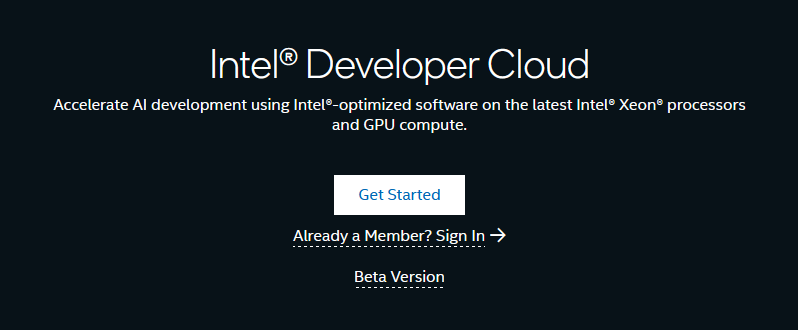 Intel® Developer Cloud
Accelerate AI development using Intel®-optimized software on the latest Intel® Xeon® processors
and GPU compute.
Get Started
Already a Member? Sign In →
Beta Version